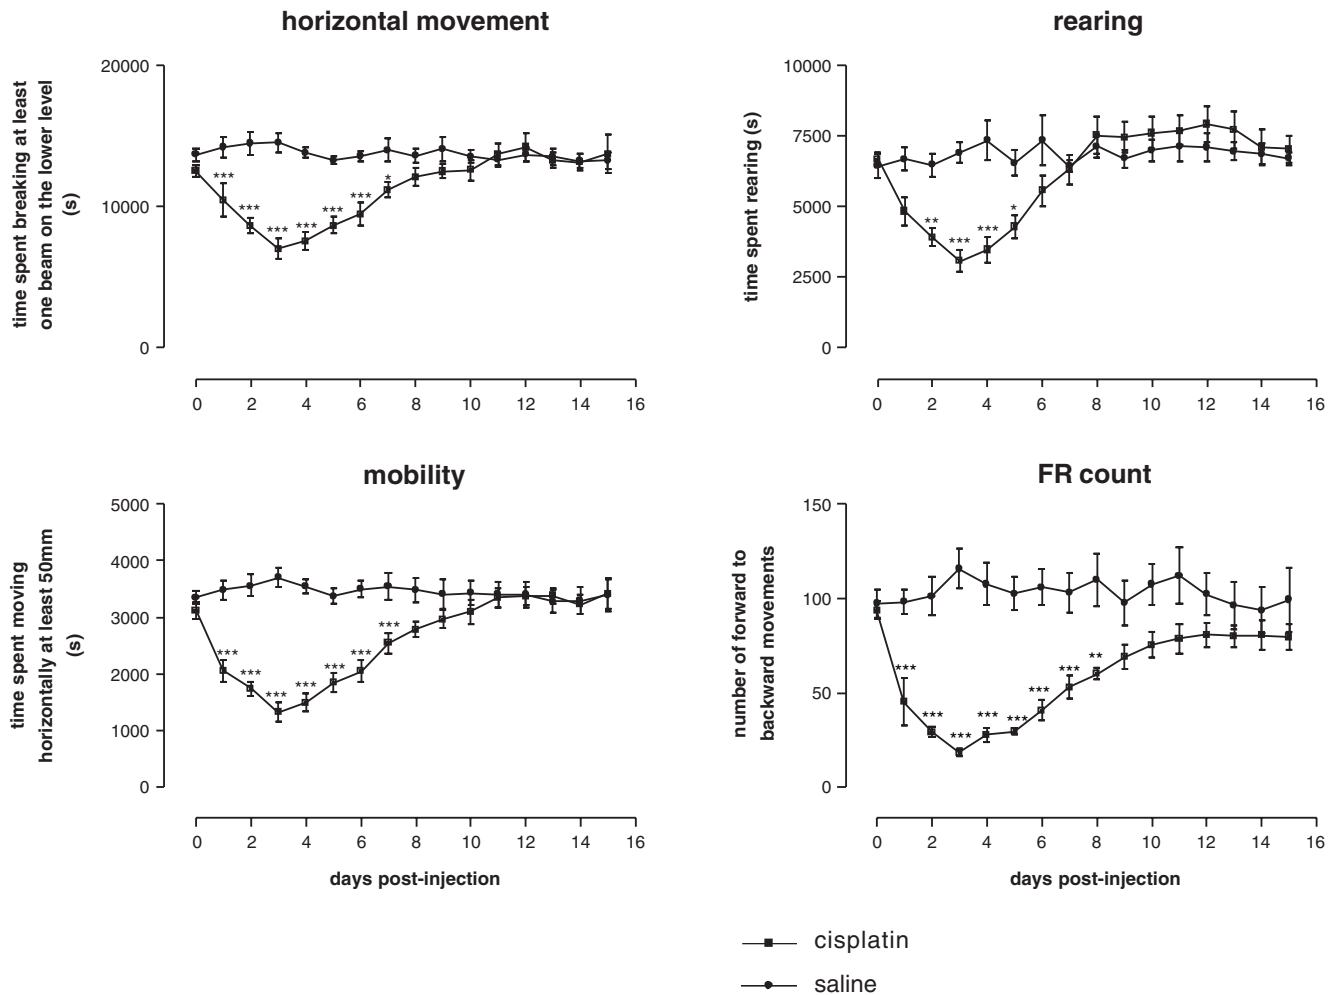 horizontal movement
time spent breaking at least
one beam on the lower level
(s)
20000
10000
0
***
***
***
***
***
***
*
0 2 4 6 8 10 12 14 16
rearing
time spent rearing (s)
10000
7500
5000
2500
0
**
***
***
*
0 2 4 6 8 10 12 14 16
mobility
time spent moving
horizontally at least 50mm
(s)
5000
4000
3000
2000
1000
0
***
***
***
***
***
***
***
0 2 4 6 8 10 12 14 16
days post-injection
FR count
number of forward to
backward movements
150
100
50
0
***
***
***
***
***
***
***
**
0 2 4 6 8 10 12 14 16
days post-injection
cisplatin
saline